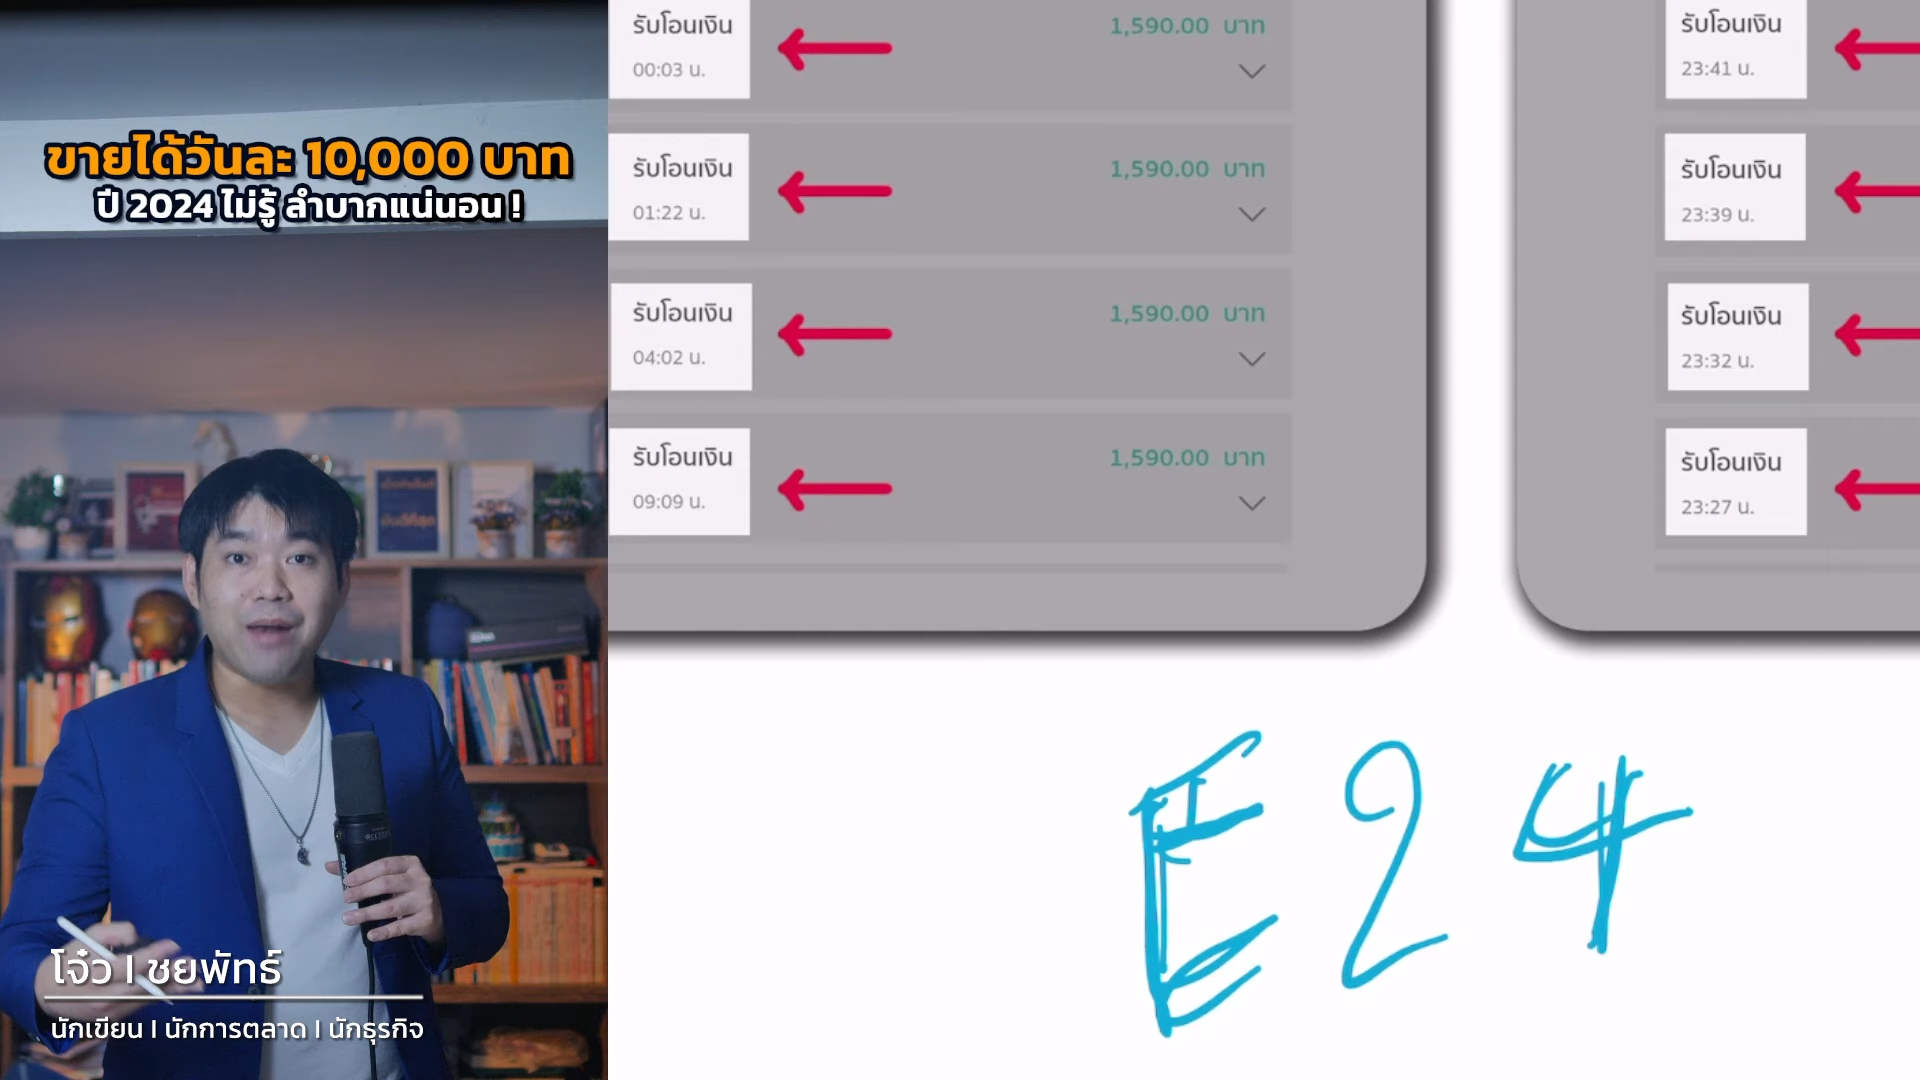 ขายได้วันละ 10,000 บาท
ปี 2024 ไม่รู้ ลำบากแน่นอน !
โจ๋ว I ชยพัทธ์
นักเขียน I นักการตลาด I นักธุรกิจ
รับโอนเงิน 1,590.00 บาท
00:03 น.
รับโอนเงิน 1,590.00 บาท
01:22 น.
รับโอนเงิน 1,590.00 บาท
04:02 น.
รับโอนเงิน 1,590.00 บาท
09:09 น.
รับโอนเงิน
23:41 น.
รับโอนเงิน
23:39 น.
รับโอนเงิน
23:32 น.
รับโอนเงิน
23:27 น.
E24